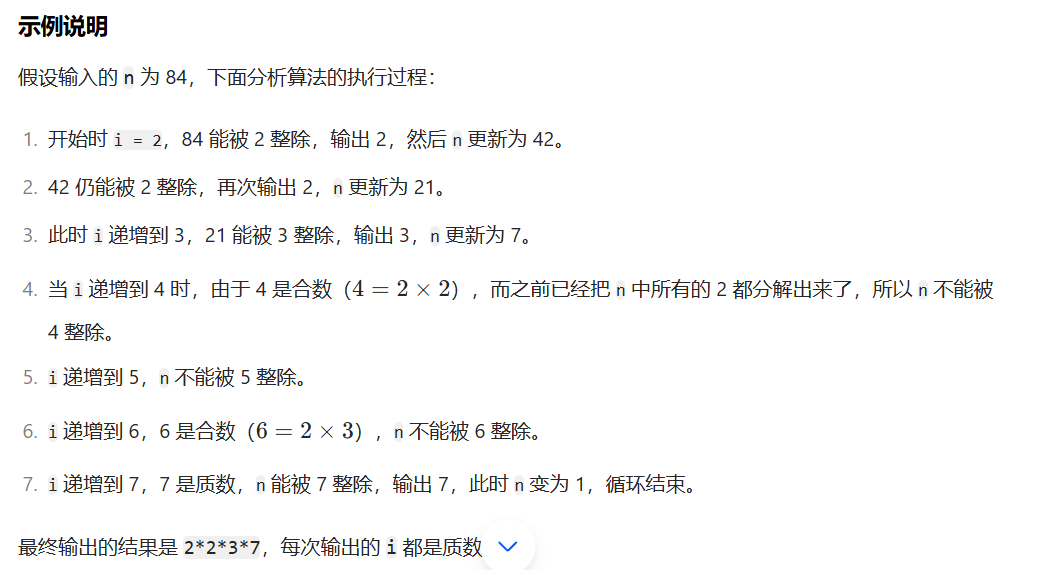 示例说明
假设输入的 n 为 84，下面分析算法的执行过程：
1. 开始时 i = 2，84 能被 2 整除，输出 2，然后 n 更新为 42。
2. 42 仍能被 2 整除，再次输出 2，n 更新为 21。
3. 此时 i 递增到 3，21 能被 3 整除，输出 3，n 更新为 7。
4. 当 i 递增到 4 时，由于 4 是合数（4 = 2 × 2），而之前已经把 n 中所有的 2 都分解出来了，所以 n 不能被
4 整除。
5. i 递增到 5，n 不能被 5 整除。
6. i 递增到 6，6 是合数（6 = 2 × 3），n 不能被 6 整除。
7. i 递增到 7，7 是质数，n 能被 7 整除，输出 7，此时 n 变为 1，循环结束。
最终输出的结果是 2*2*3*7，每次输出的 i 都是质数